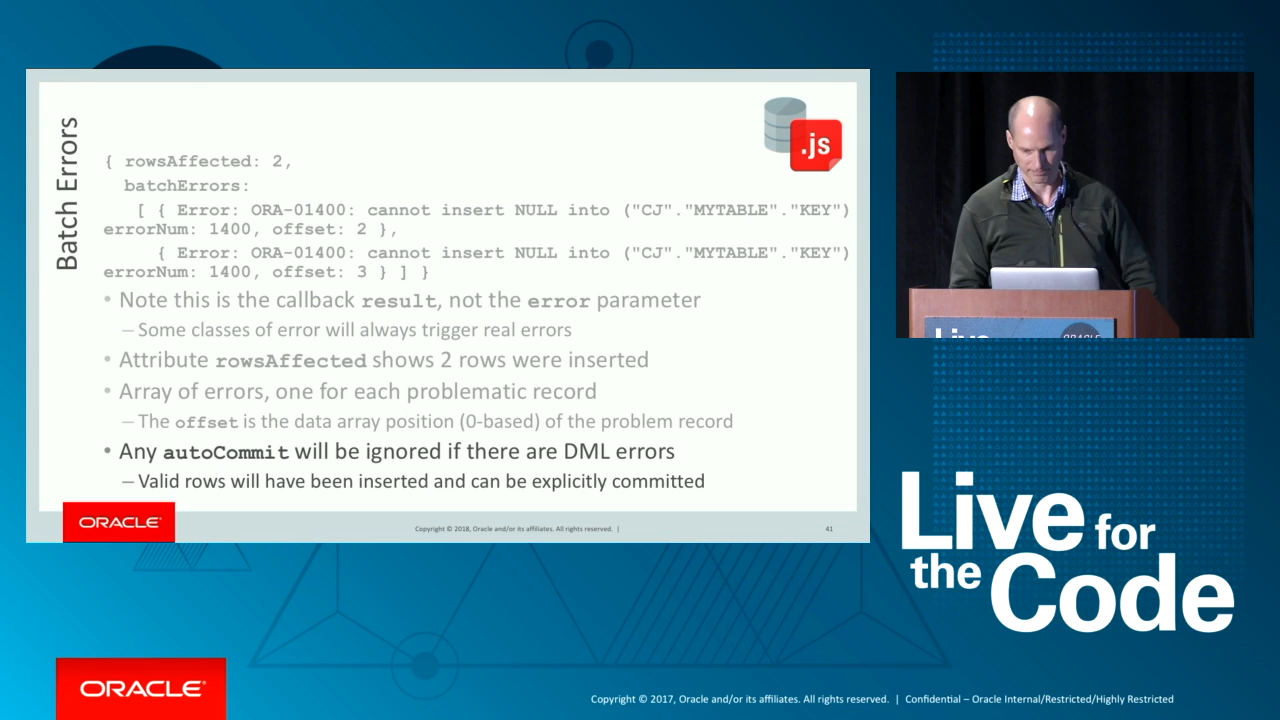 Batch Errors
.js
{ rowsAffected: 2,
batchErrors:
[ { Error: ORA-01400: cannot insert NULL into ("CJ"."MYTABLE"."KEY")
errorNum: 1400, offset: 2 },
{ Error: ORA-01400: cannot insert NULL into ("CJ"."MYTABLE"."KEY")
errorNum: 1400, offset: 3 } ] }
• Note this is the callback result, not the error parameter
– Some classes of error will always trigger real errors
• Attribute rowsAffected shows 2 rows were inserted
• Array of errors, one for each problematic record
– The offset is the data array position (0-based) of the problem record
• Any autoCommit will be ignored if there are DML errors
– Valid rows will have been inserted and can be explicitly committed
ORACLE®
Copyright © 2018, Oracle and/or its affiliates. All rights reserved. |
41
Live
ORACLE
Live for
the Code
ORACLE®
Copyright © 2017, Oracle and/or its affiliates. All rights reserved. | Confidential – Oracle Internal/Restricted/Highly Restricted